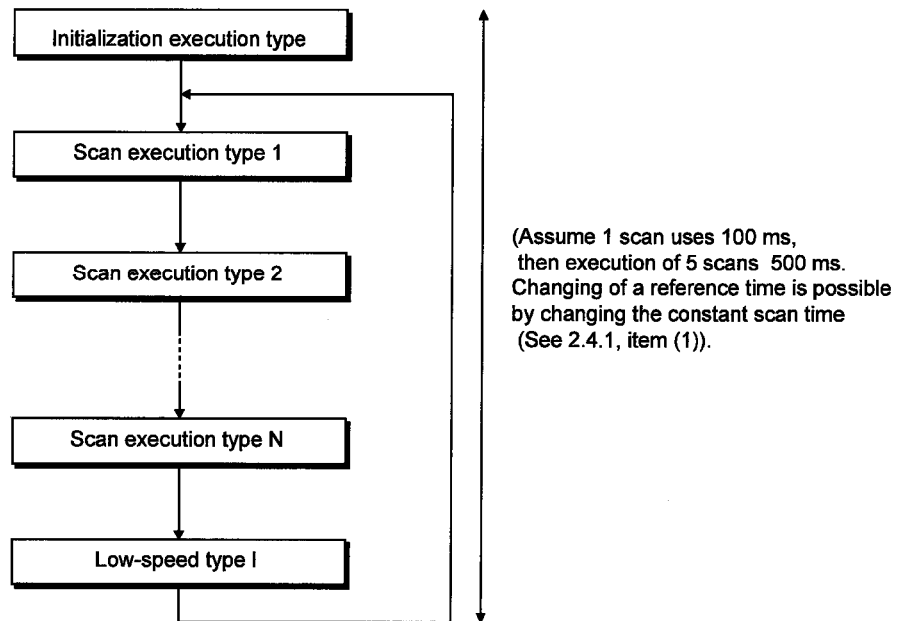 Initialization execution type
Scan execution type 1
Scan execution type 2
Scan execution type N
Low-speed type I
(Assume 1 scan uses 100 ms,
then execution of 5 scans 500 ms.
Changing of a reference time is possible
by changing the constant scan time
(See 2.4.1, item (1)).